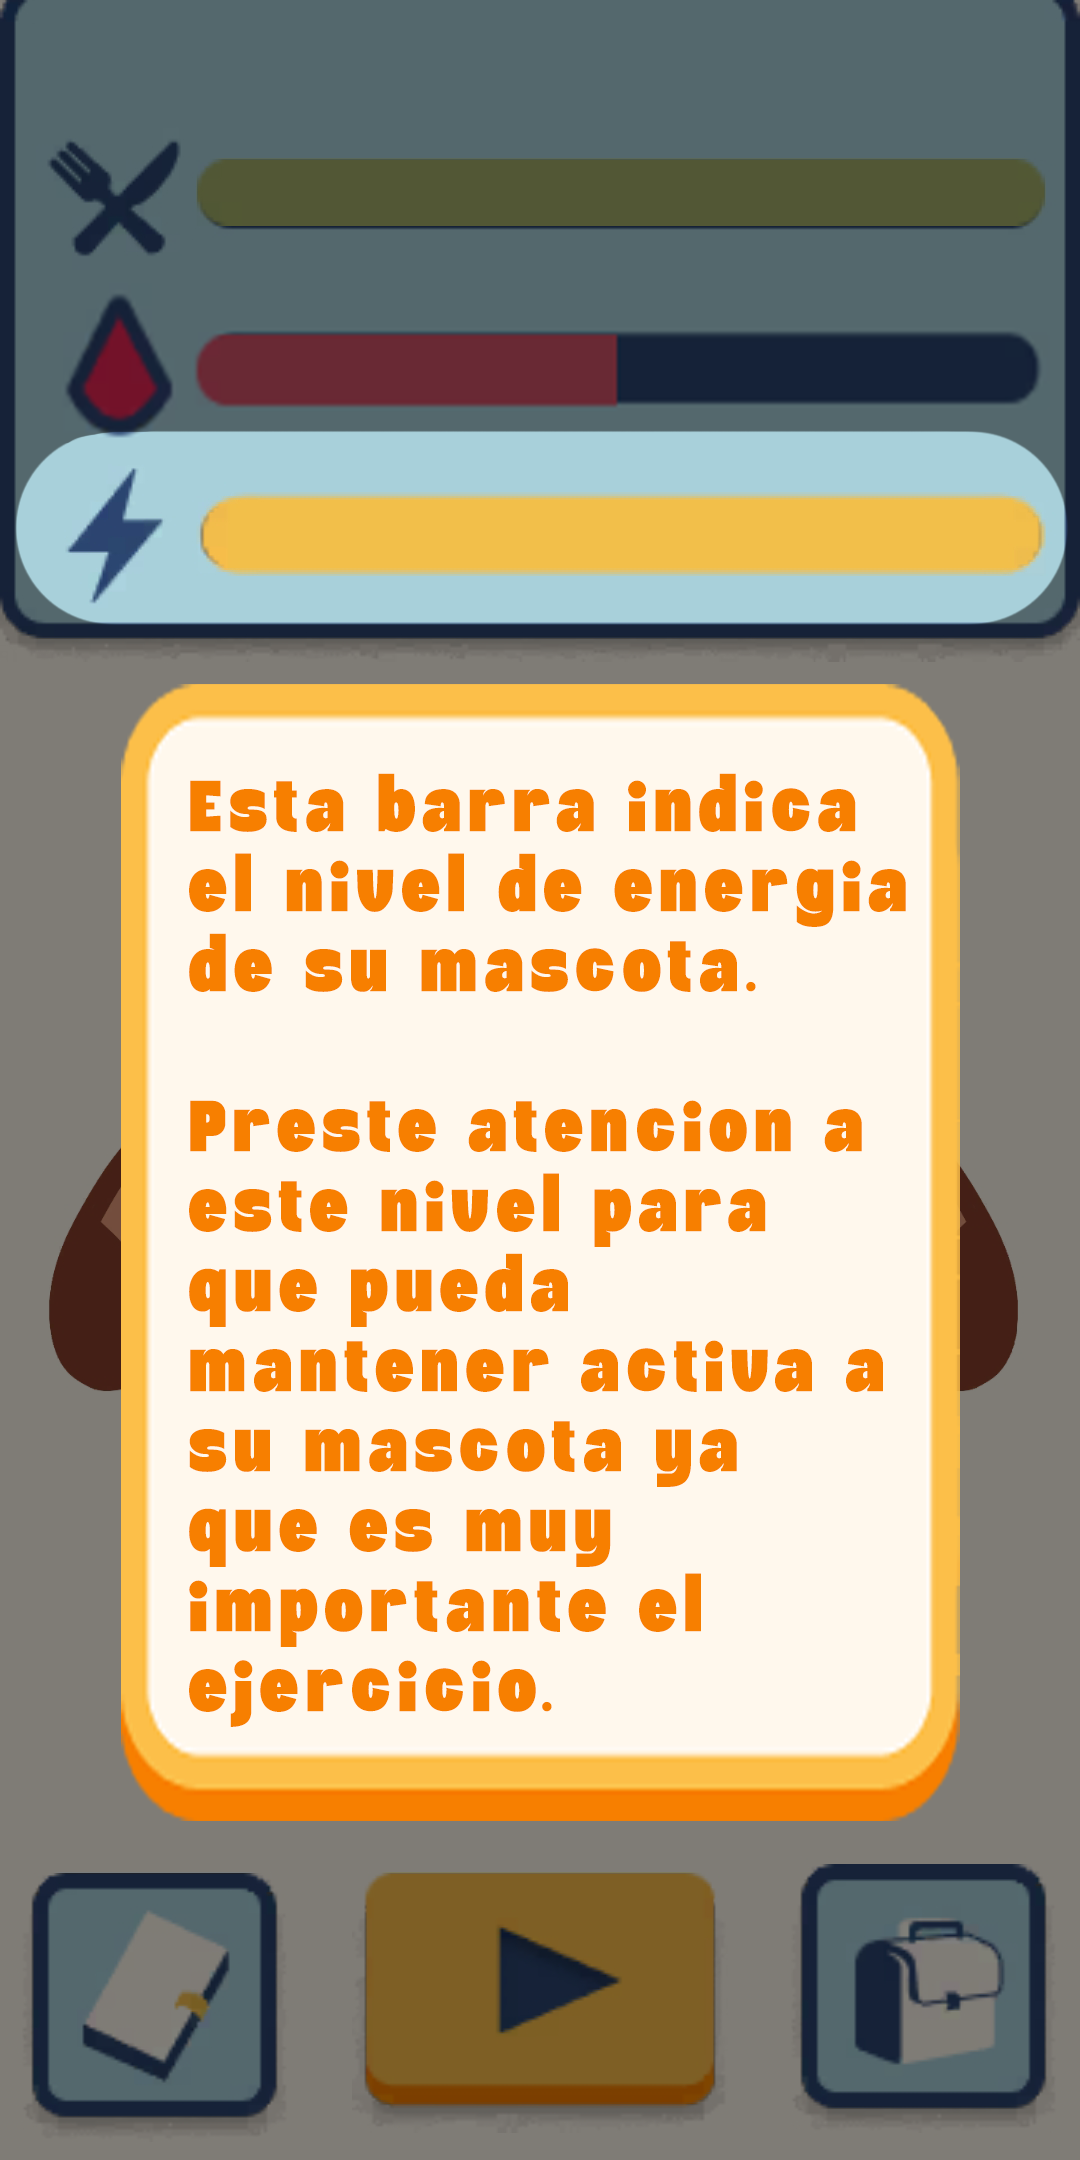 Esta barra indica
el nivel de energia
de su mascota.
Preste atencion a
este nivel para
que pueda
mantener activa a
su mascota ya
que es muy
importante el
ejercicio.